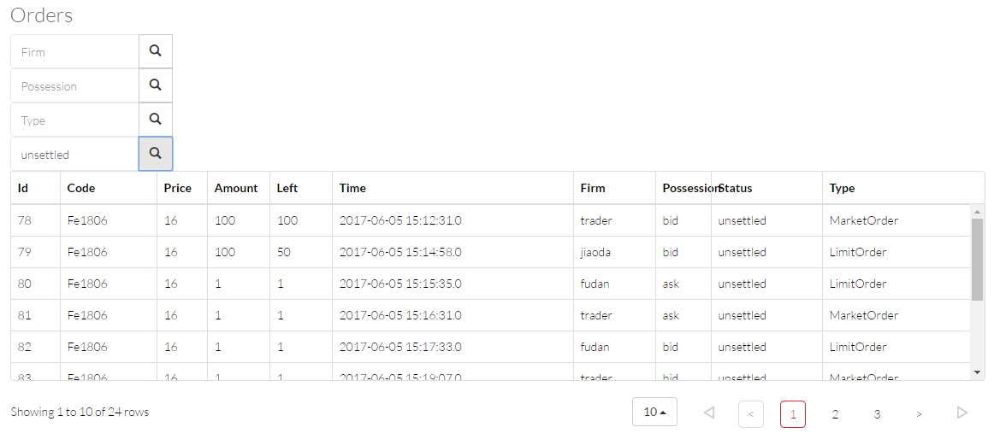 Orders
Firm
Possession
Type
unsettled
Id Code Price Amount Left Time Firm Possession Status Type
78 Fe1806 16 100 100 2017-06-05 15:12:31.0 trader bid unsettled MarketOrder
79 Fe1806 16 100 50 2017-06-05 15:14:58.0 jiaoda bid unsettled LimitOrder
80 Fe1806 16 1 1 2017-06-05 15:15:35.0 fudan ask unsettled LimitOrder
81 Fe1806 16 1 1 2017-06-05 15:16:31.0 trader ask unsettled MarketOrder
82 Fe1806 16 1 1 2017-06-05 15:17:33.0 fudan bid unsettled LimitOrder
83 Fe1806 16 1 1 2017-06-05 15:19:07.0 trader bid unsettled MarketOrder
Showing 1 to 10 of 24 rows 10 < 1 2 3 >